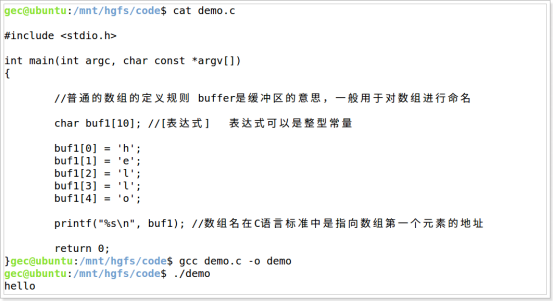 gec@ubuntu:/mnt/hgfs/code$ cat demo.c
#include <stdio.h>
int main(int argc, char const *argv[])
{
//普通的数组的定义规则 buffer是缓冲区的意思，一般用于对数组进行命名
char buf1[10]; //[表达式]  表达式可以是整型常量
buf1[0] = 'h';
buf1[1] = 'e';
buf1[2] = 'l';
buf1[3] = 'l';
buf1[4] = 'o';
printf("%s\n", buf1); //数组名在C语言标准中是指向数组第一个元素的地址
return 0;
}gec@ubuntu:/mnt/hgfs/code$ gcc demo.c -o demo
gec@ubuntu:/mnt/hgfs/code$ ./demo
hello